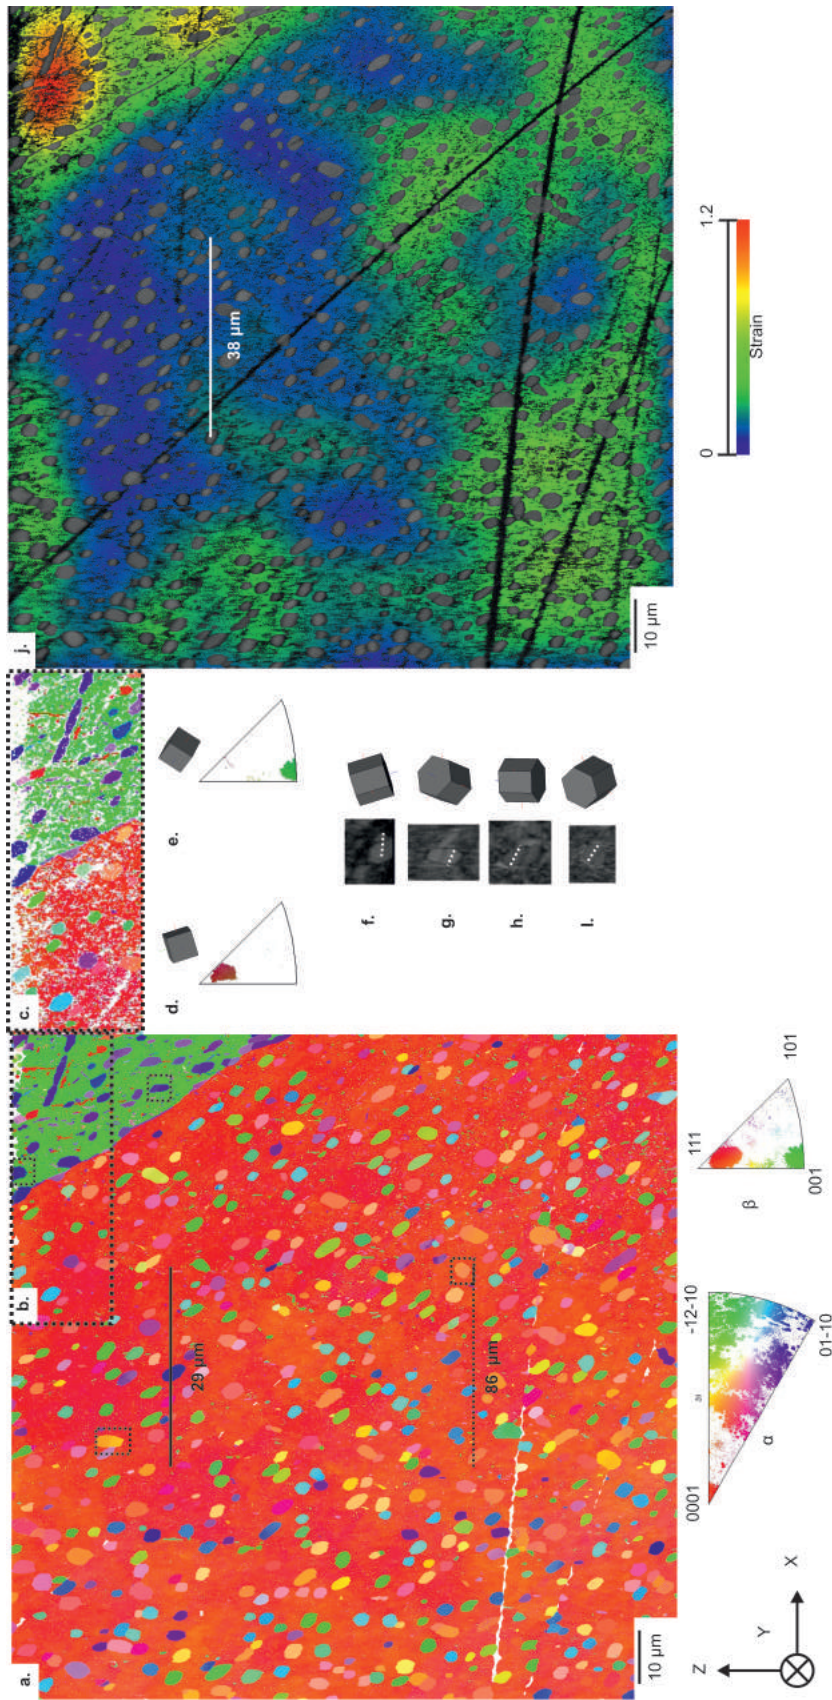 a.
b.
29 µm
86 µm
10 µm
Z
Y
X
0001
-12-10
01-10
α
β
111
101
001
c.
d.
e.
f.
g.
h.
I.
j.
38 µm
10 µm
0
1.2
Strain